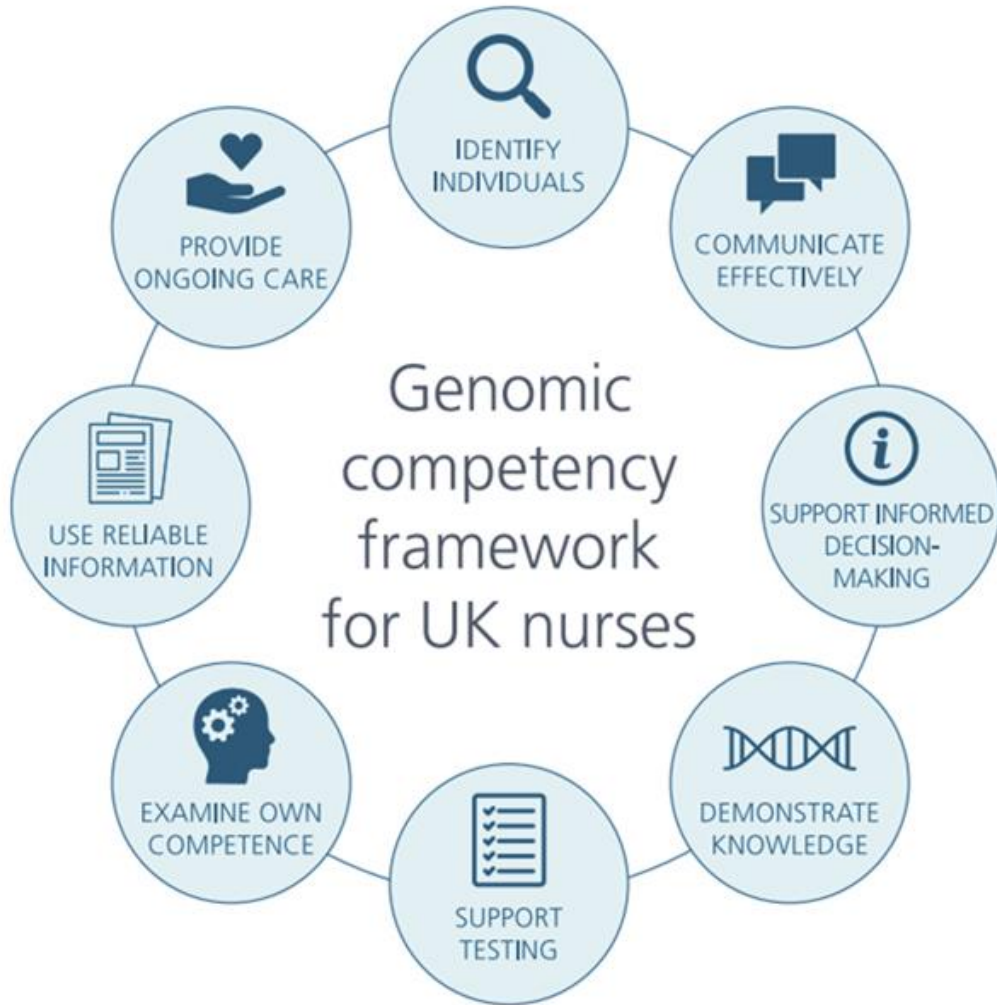 IDENTIFY
INDIVIDUALS
COMMUNICATE
EFFECTIVELY
SUPPORT INFORMED
DECISION-
MAKING
DEMONSTRATE
KNOWLEDGE
SUPPORT
TESTING
EXAMINE OWN
COMPETENCE
USE RELIABLE
INFORMATION
PROVIDE
ONGOING CARE
Genomic
competency
framework
for UK nurses